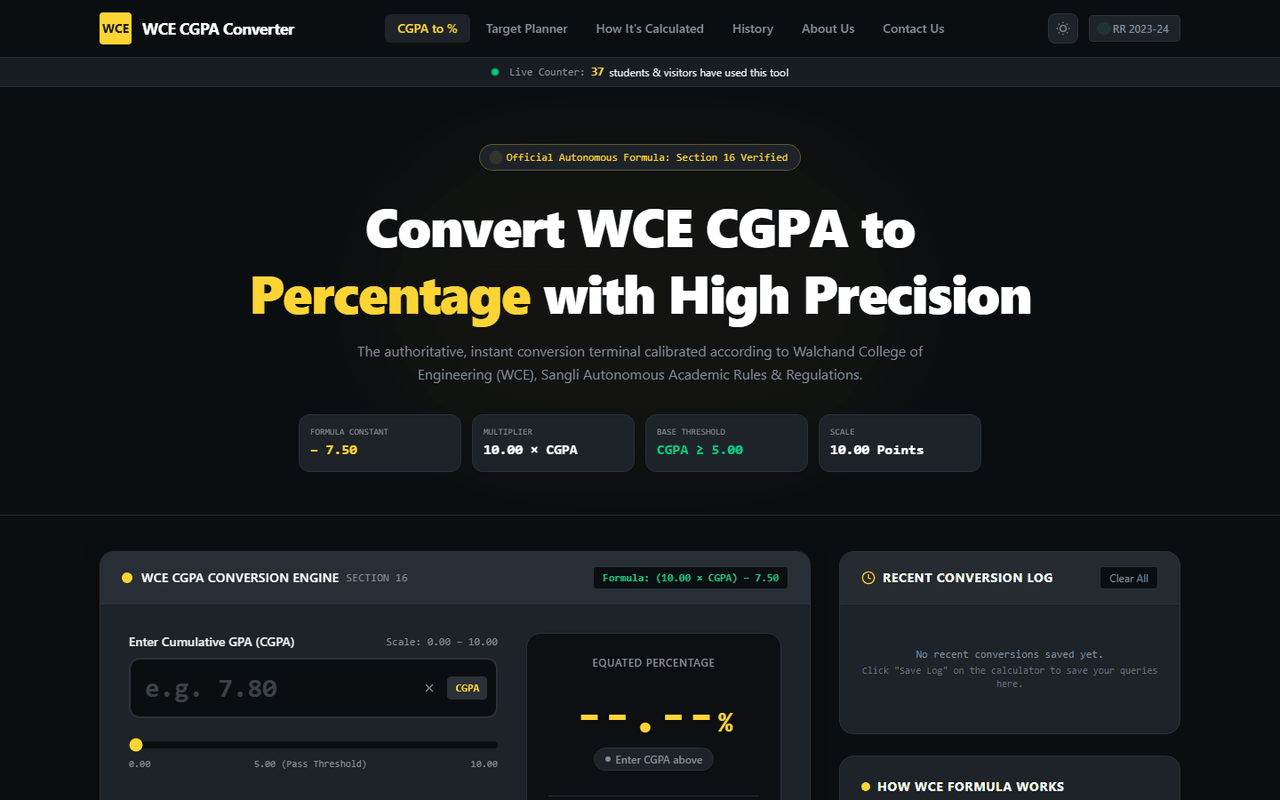 WCE WCE CGPA Converter CGPA to % Target Planner How It's Calculated History About Us Contact Us RR 2023-24
Live Counter: 37 students & visitors have used this tool
Official Autonomous Formula: Section 16 Verified
Convert WCE CGPA to
Percentage with High Precision
The authoritative, instant conversion terminal calibrated according to Walchand College of
Engineering (WCE), Sangli Autonomous Academic Rules & Regulations.
FORMULA CONSTANT
− 7.50
MULTIPLIER
10.00 × CGPA
BASE THRESHOLD
CGPA ≥ 5.00
SCALE
10.00 Points
WCE CGPA CONVERSION ENGINE SECTION 16 Formula: (10.00 × CGPA) − 7.50
Enter Cumulative GPA (CGPA) Scale: 0.00 – 10.00
e.g. 7.80 × CGPA
0.00 5.00 (Pass Threshold) 10.00
EQUATED PERCENTAGE
--.--%
Enter CGPA above
RECENT CONVERSION LOG Clear All
No recent conversions saved yet.
Click "Save Log" on the calculator to save your queries
here.
HOW WCE FORMULA WORKS